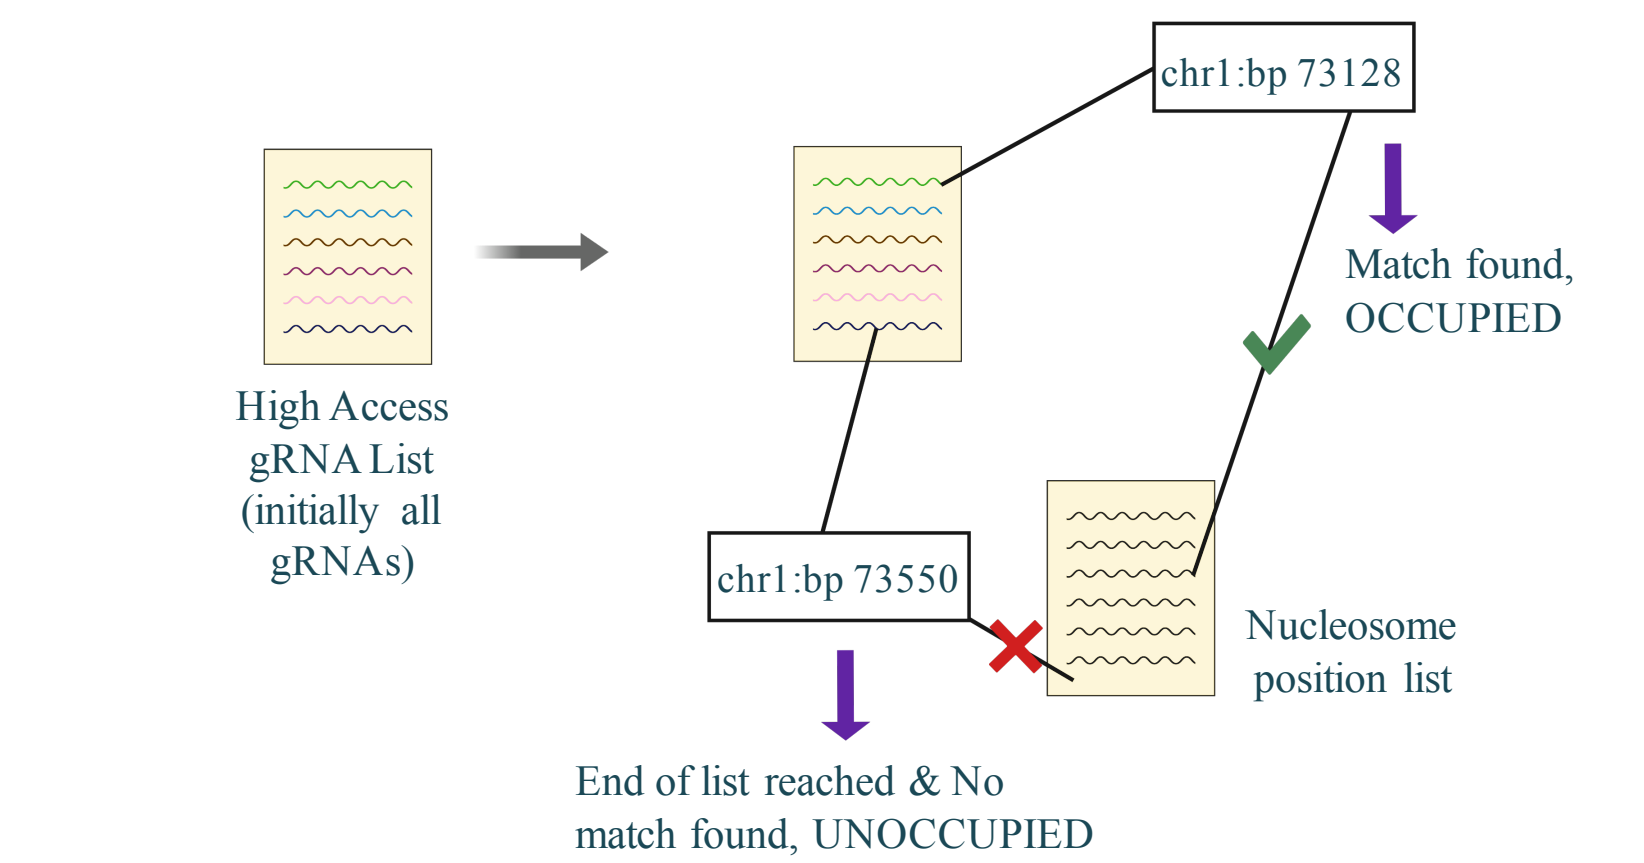 chr1:bp 73128
Match found,
OCCUPIED
High Access
gRNA List
(initially all
gRNAs)
chr1:bp 73550
Nucleosome
position list
End of list reached & No
match found, UNOCCUPIED